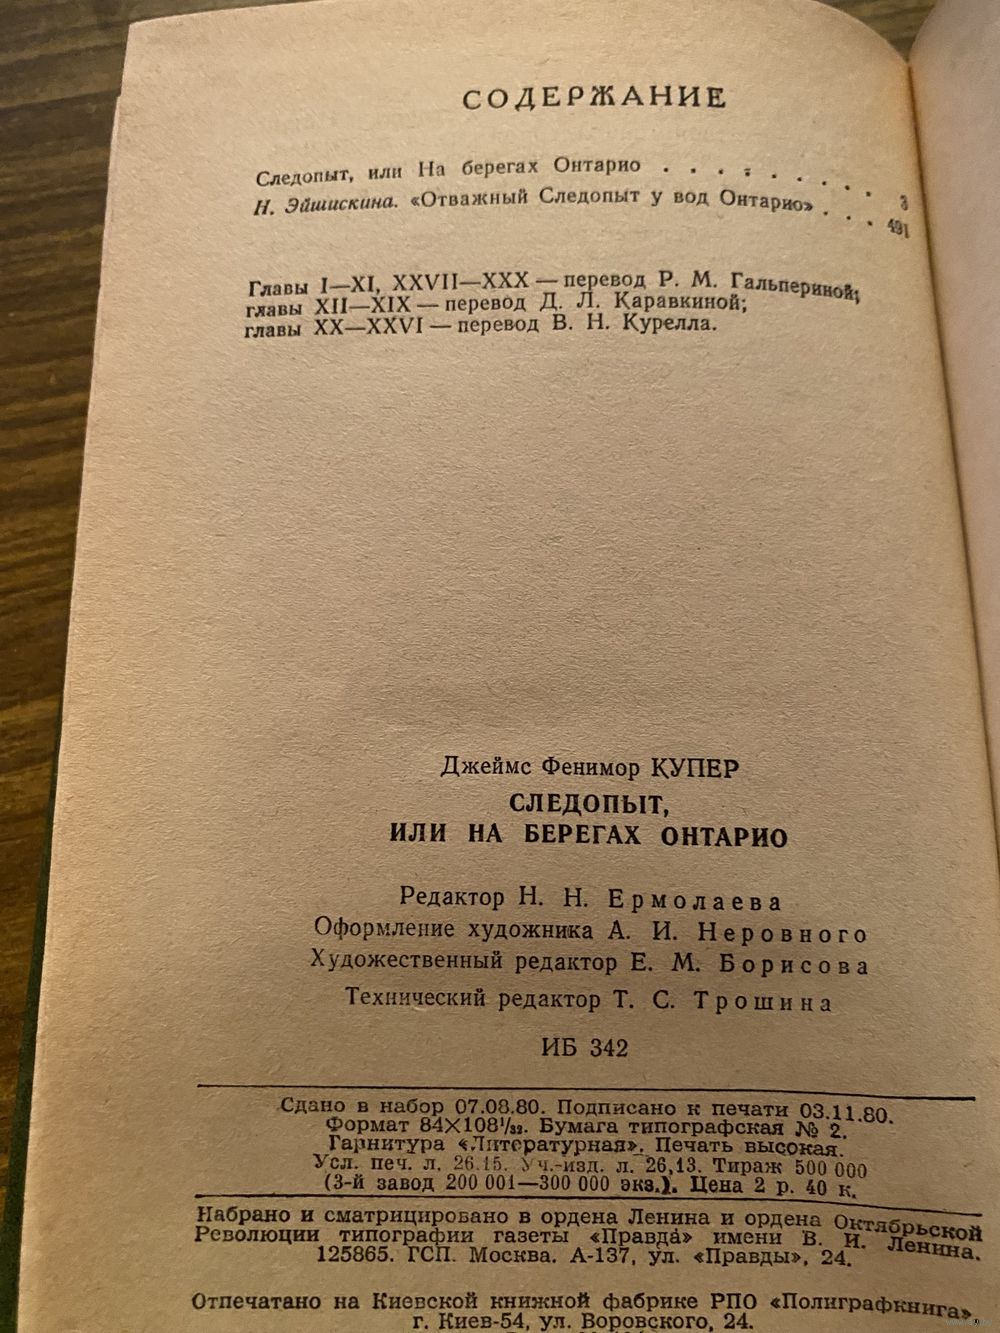 СОДЕРЖАНИЕ
Следопыт, или На берегах Онтарио . . . . . . . . . 3
Н. Эйшискина. «Отважный Следопыт у вод Онтарио» . . . 491
Главы I—XI, XXVII—XXX — перевод Р. М. Гальпериной;
главы XII—XIX — перевод Д. Л. Каравкиной;
главы XX—XXVI — перевод В. Н. Курелла.
Джеймс Фенимор КУПЕР
СЛЕДОПЫТ,
ИЛИ НА БЕРЕГАХ ОНТАРИО
Редактор Н. Н. Ермолаева
Оформление художника А. И. Неровного
Художественный редактор Е. М. Борисова
Технический редактор Т. С. Трошина
ИБ 342
Сдано в набор 07.08.80. Подписано к печати 03.11.80.
Формат 84×108¹/₃₂. Бумага типографская № 2.
Гарнитура «Литературная». Печать высокая.
Усл. печ. л. 26.15. Уч.-изд. л. 26,13. Тираж 500 000
(3-й завод 200 001—300 000 экз.). Цена 2 р. 40 к.
Набрано и сматрицировано в ордена Ленина и ордена Октябрьской
Революции типографии газеты «Правда» имени В. И. Ленина.
125865. ГСП. Москва. А-137, ул. «Правды», 24.
Отпечатано на Киевской книжной фабрике РПО «Полиграфкнига»,
г. Киев-54, ул. Воровского, 24.